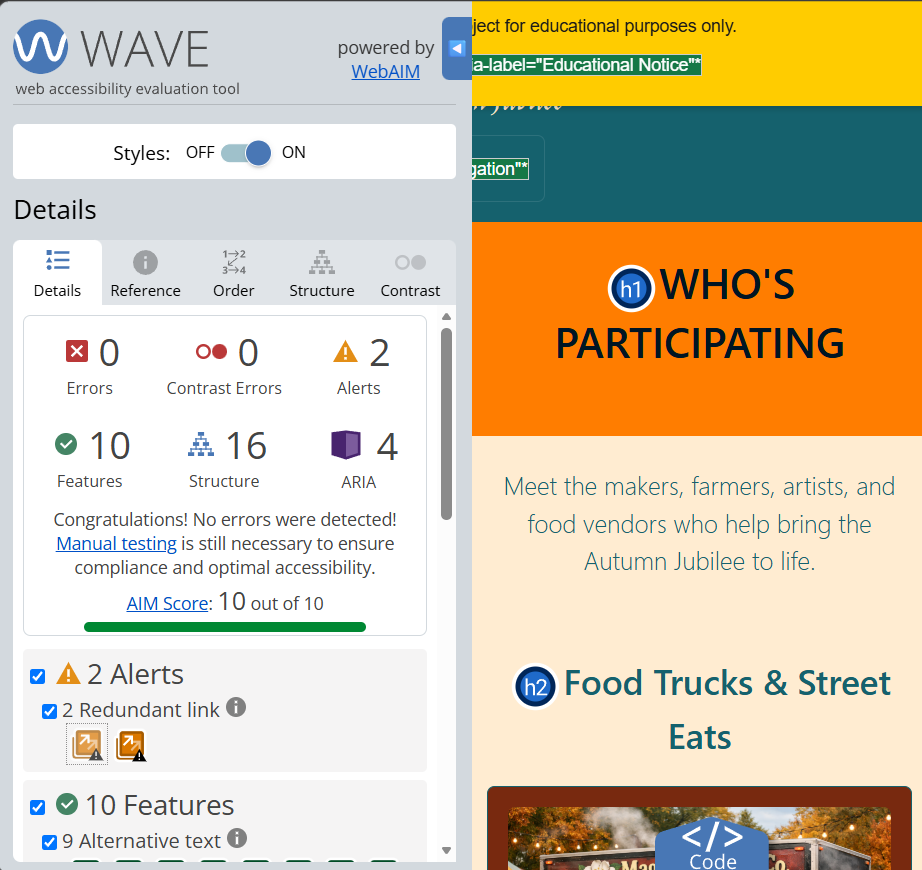 WAVE
web accessibility evaluation tool
powered by
WebAIM
Styles: OFF ON
Details
Details Reference Order Structure Contrast
0 0 2
Errors Contrast Errors Alerts
10 16 4
Features Structure ARIA
Congratulations! No errors were detected!
Manual testing is still necessary to ensure
compliance and optimal accessibility.
AIM Score: 10 out of 10
2 Alerts
2 Redundant link
10 Features
9 Alternative text
ject for educational purposes only.
a-label="Educational Notice"*
gation"*
h1 WHO'S
PARTICIPATING
Meet the makers, farmers, artists, and
food vendors who help bring the
Autumn Jubilee to life.
h2 Food Trucks & Street
Eats
</>
Code